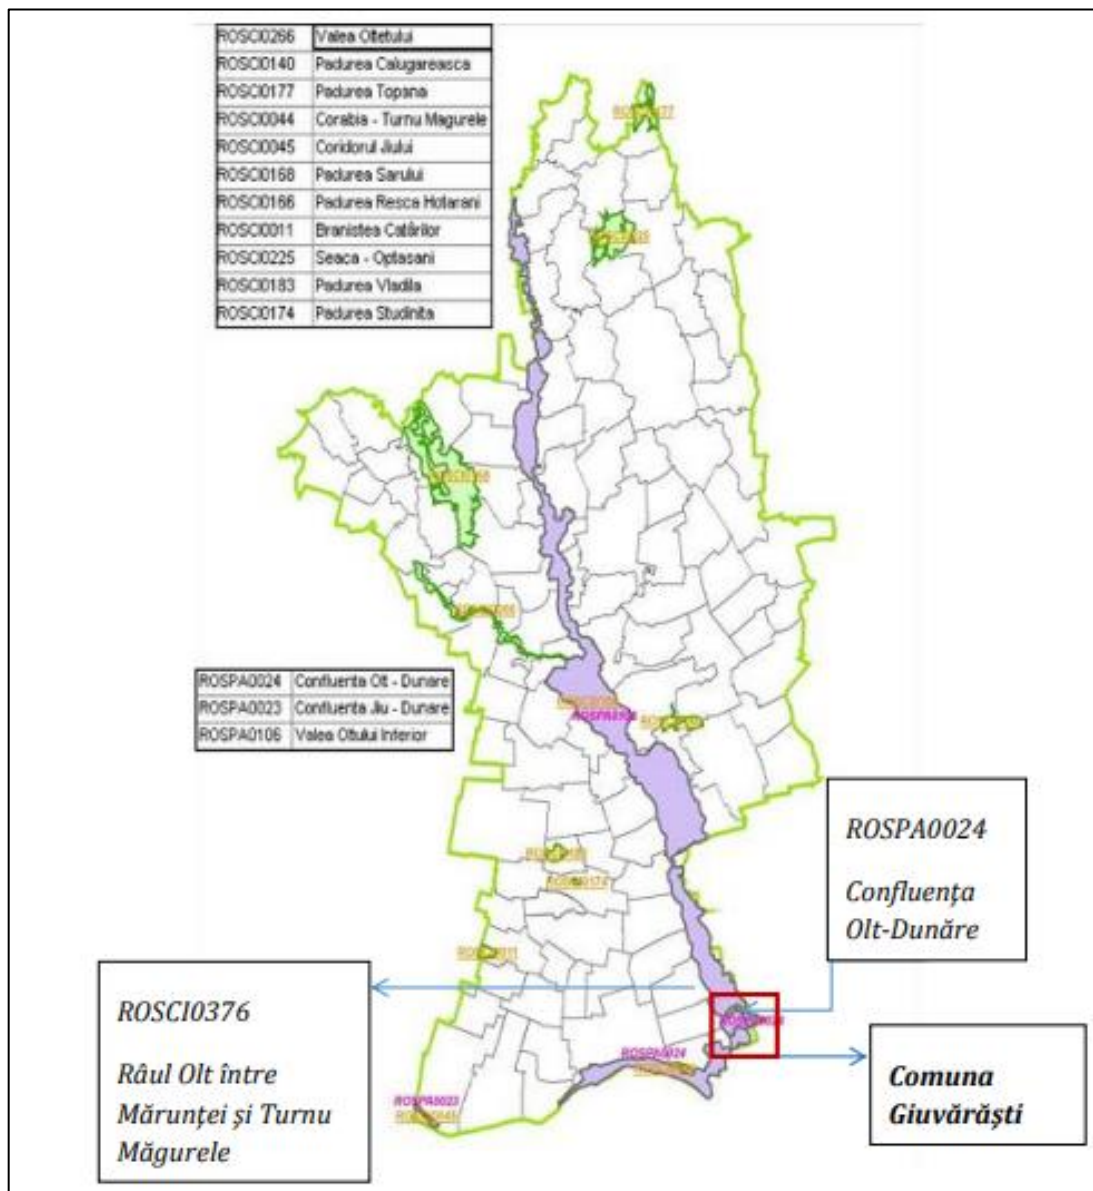 ROSCI0266 Valea Oltetului
ROSCI0140 Padurea Calugareasca
ROSCI0177 Padurea Topana
ROSCI0044 Corabia - Turnu Magurele
ROSCI0045 Coridorul Jiului
ROSCI0168 Padurea Sarului
ROSCI0166 Padurea Resca Hotarani
ROSCI0011 Branistea Catârilor
ROSCI0225 Seaca - Optasani
ROSCI0183 Padurea Vladila
ROSCI0174 Padurea Studinita
ROSPA0024 Confluenta Olt - Dunare
ROSPA0023 Confluenta Jiu - Dunare
ROSPA0106 Valea Oltului Inferior
ROSPA0106
ROSPA0024
Confluența
Olt-Dunăre
ROSCI0174
ROSCI0376
Râul Olt între
Mărunței și Turnu
Măgurele
ROSPA0024
ROSPA0023
Comuna
Giuvărăști